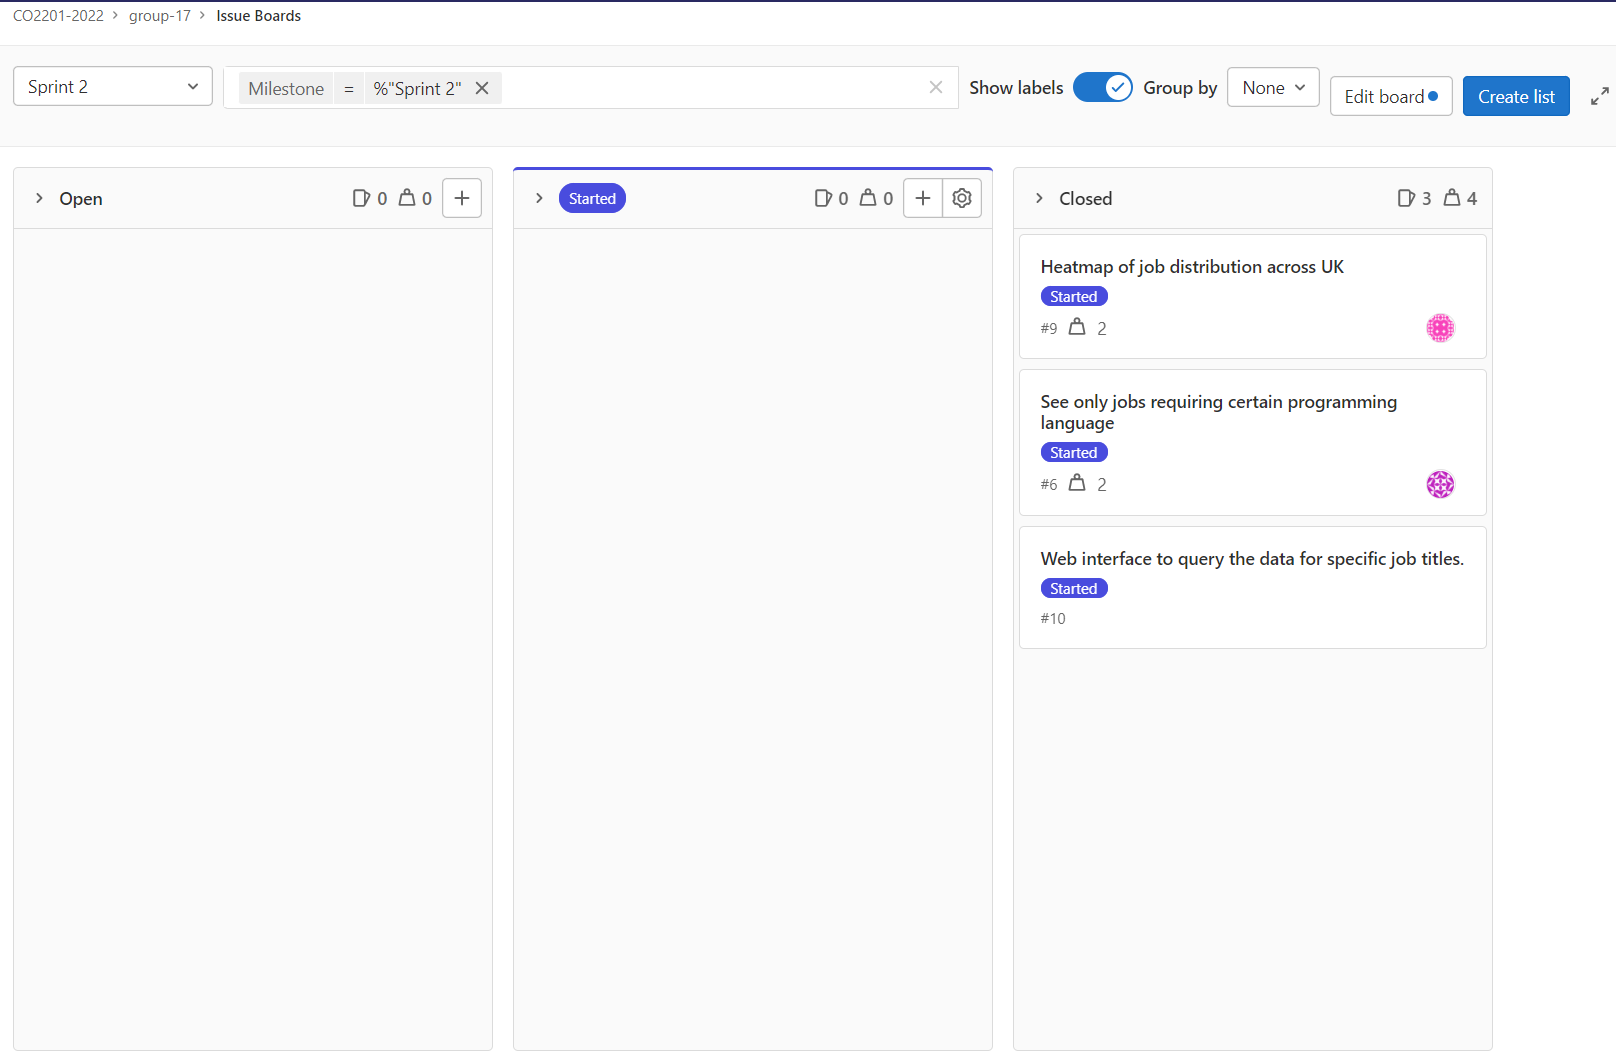 CO2201-2022 > group-17 > Issue Boards
Sprint 2
Milestone = %"Sprint 2"
Show labels
Group by
None
Edit board
Create list
Open 0 0
Started 0 0
Closed 3 4
Heatmap of job distribution across UK
Started
#9 2
See only jobs requiring certain programming
language
Started
#6 2
Web interface to query the data for specific job titles.
Started
#10